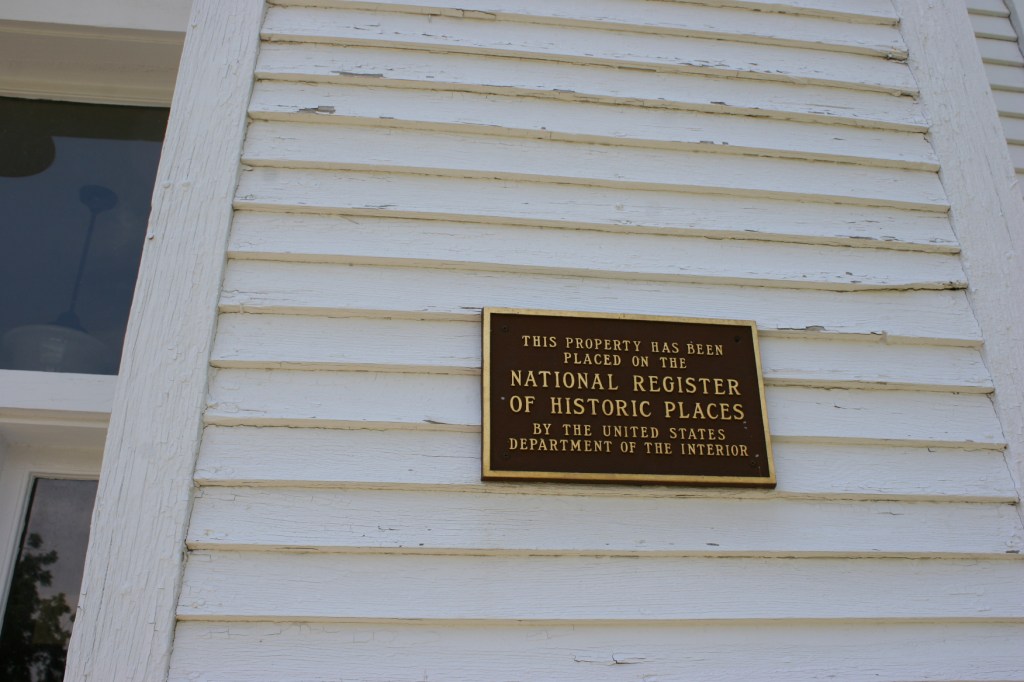 THIS PROPERTY HAS BEEN
PLACED ON THE
NATIONAL REGISTER
OF HISTORIC PLACES
BY THE UNITED STATES
DEPARTMENT OF THE INTERIOR